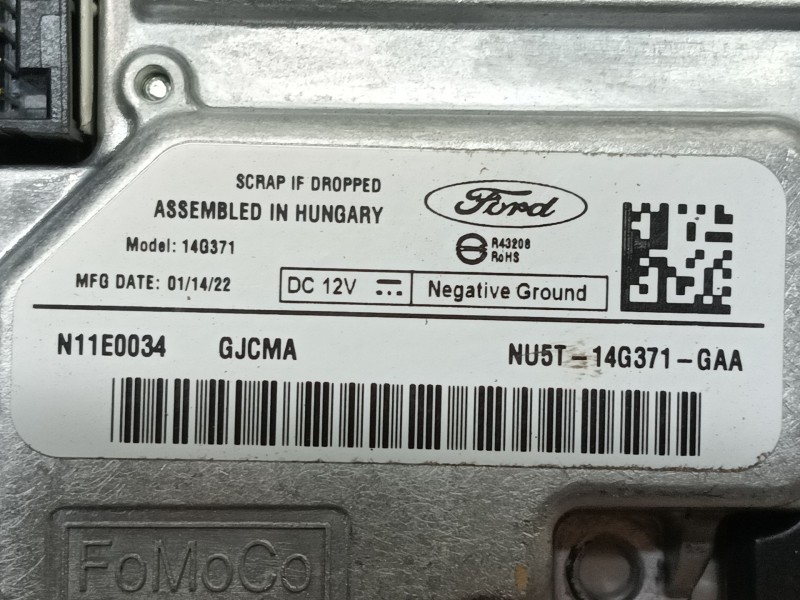 SCRAP IF DROPPED
ASSEMBLED IN HUNGARY
Ford
Model: 14G371
R43208
RoHS
MFG DATE: 01/14/22
DC 12V
Negative Ground
N11E0034 GJCMA NU5T-14G371-GAA
FoMoCo